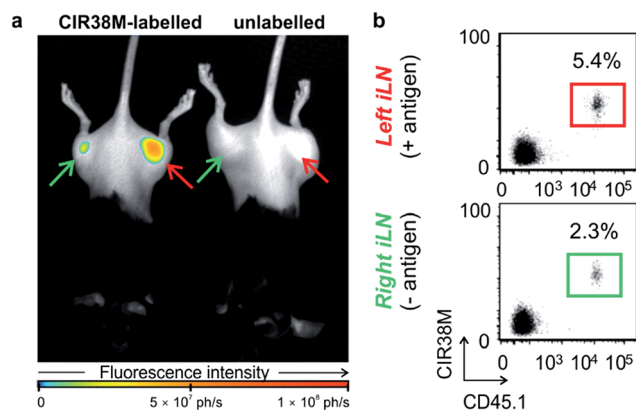 a
CIR38M-labelled
unlabelled
Fluorescence intensity
0
5 × 10⁷ ph/s
1 × 10⁸ ph/s
b
Left iLN
(+ antigen)
100
5.4%
0
0
10³
10⁴
10⁵
Right iLN
(- antigen)
100
2.3%
0
0
10³
10⁴
10⁵
CIR38M
CD45.1